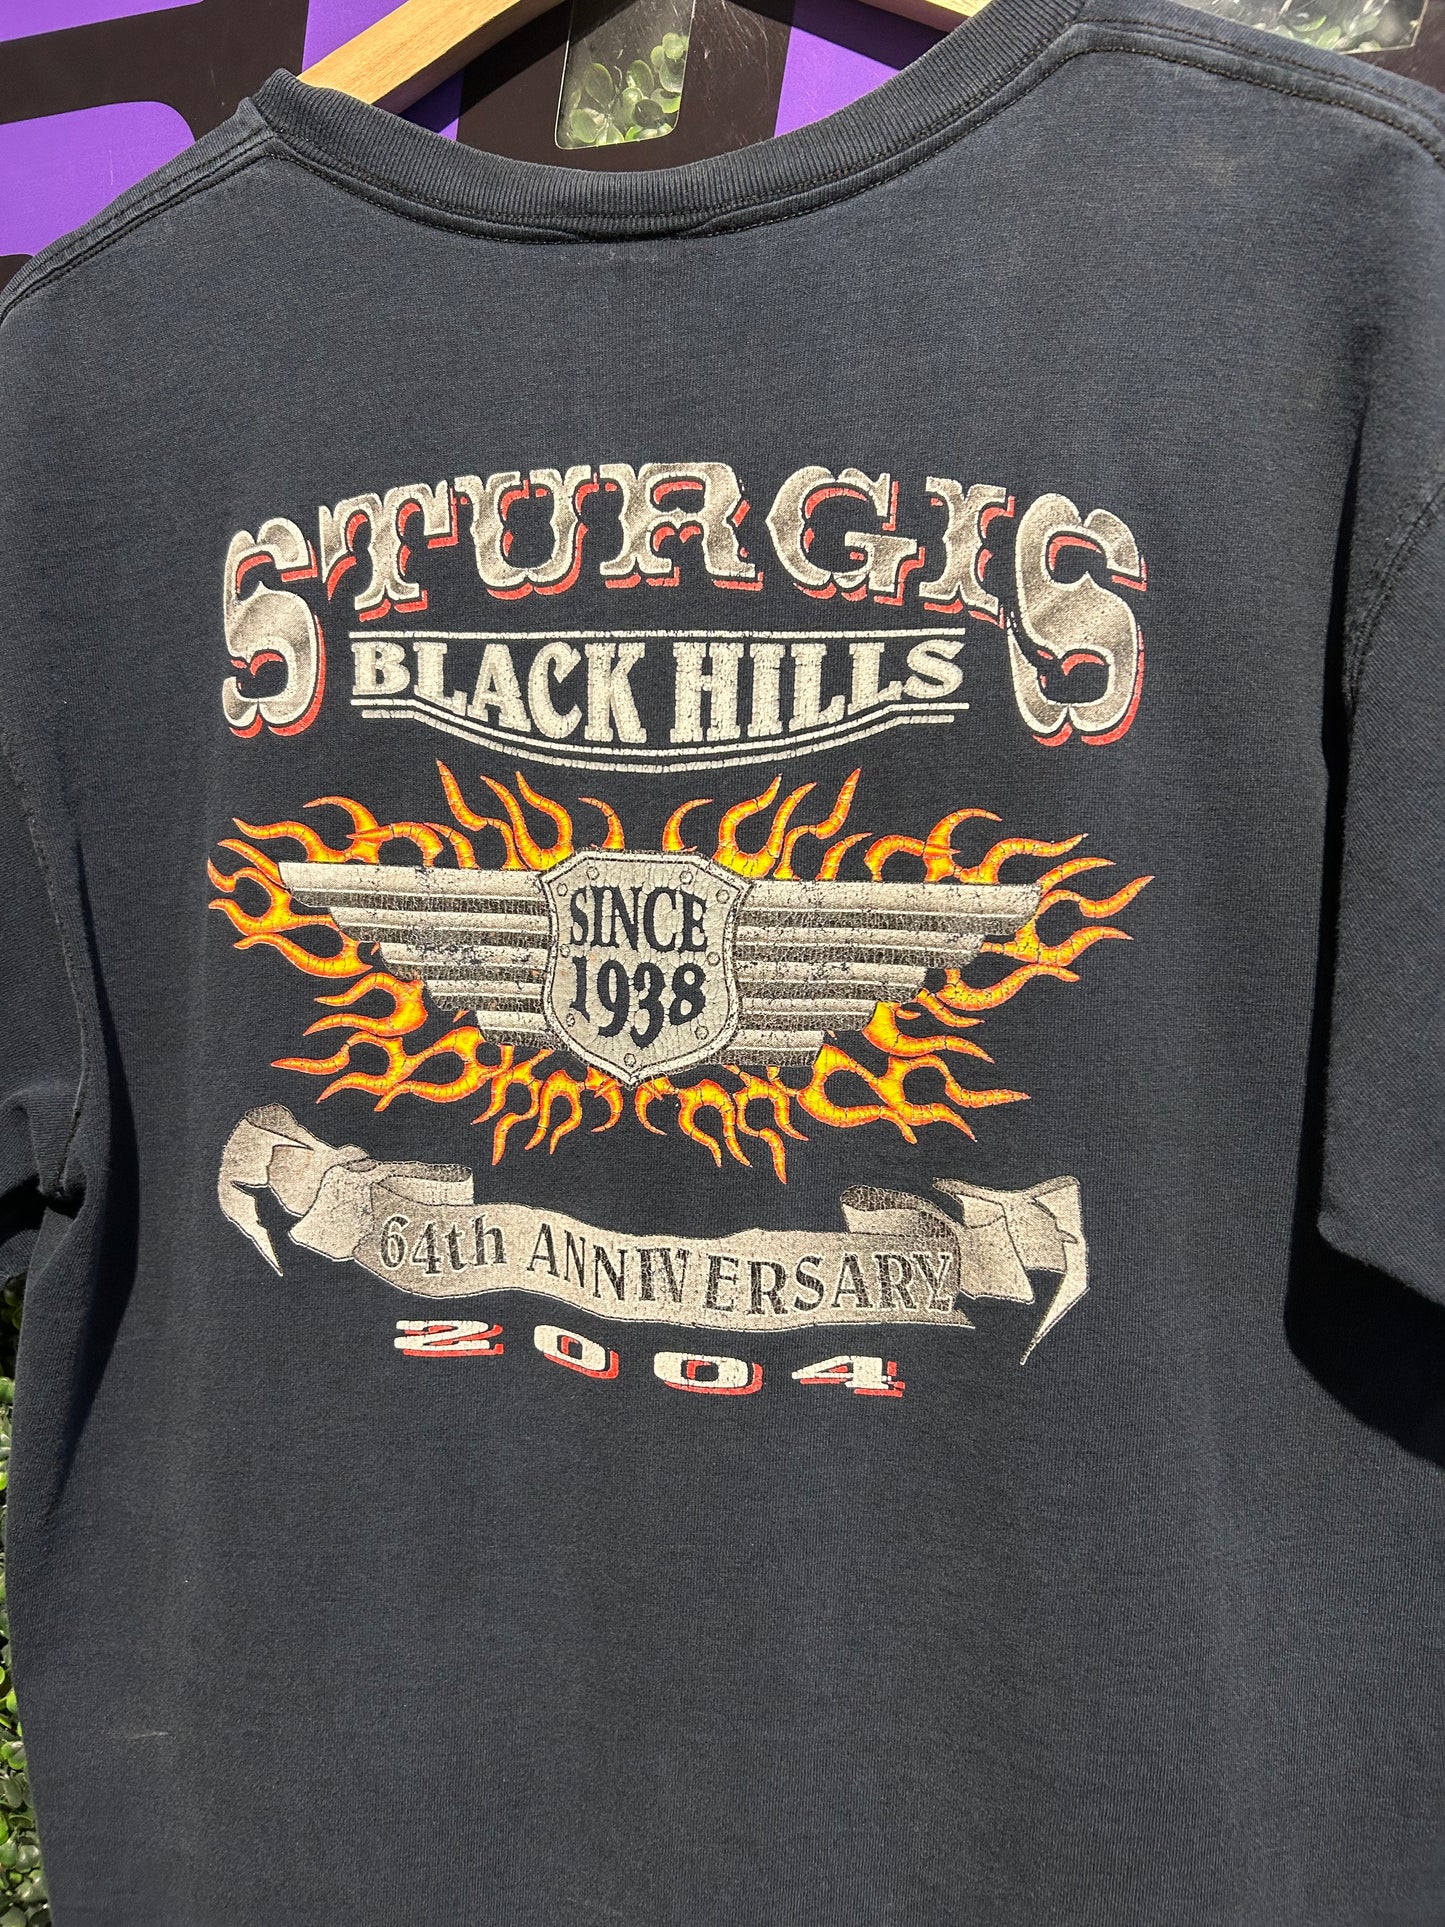 STURGIS
BLACK HILLS
SINCE
1938
64th ANNIVERSARY
2004